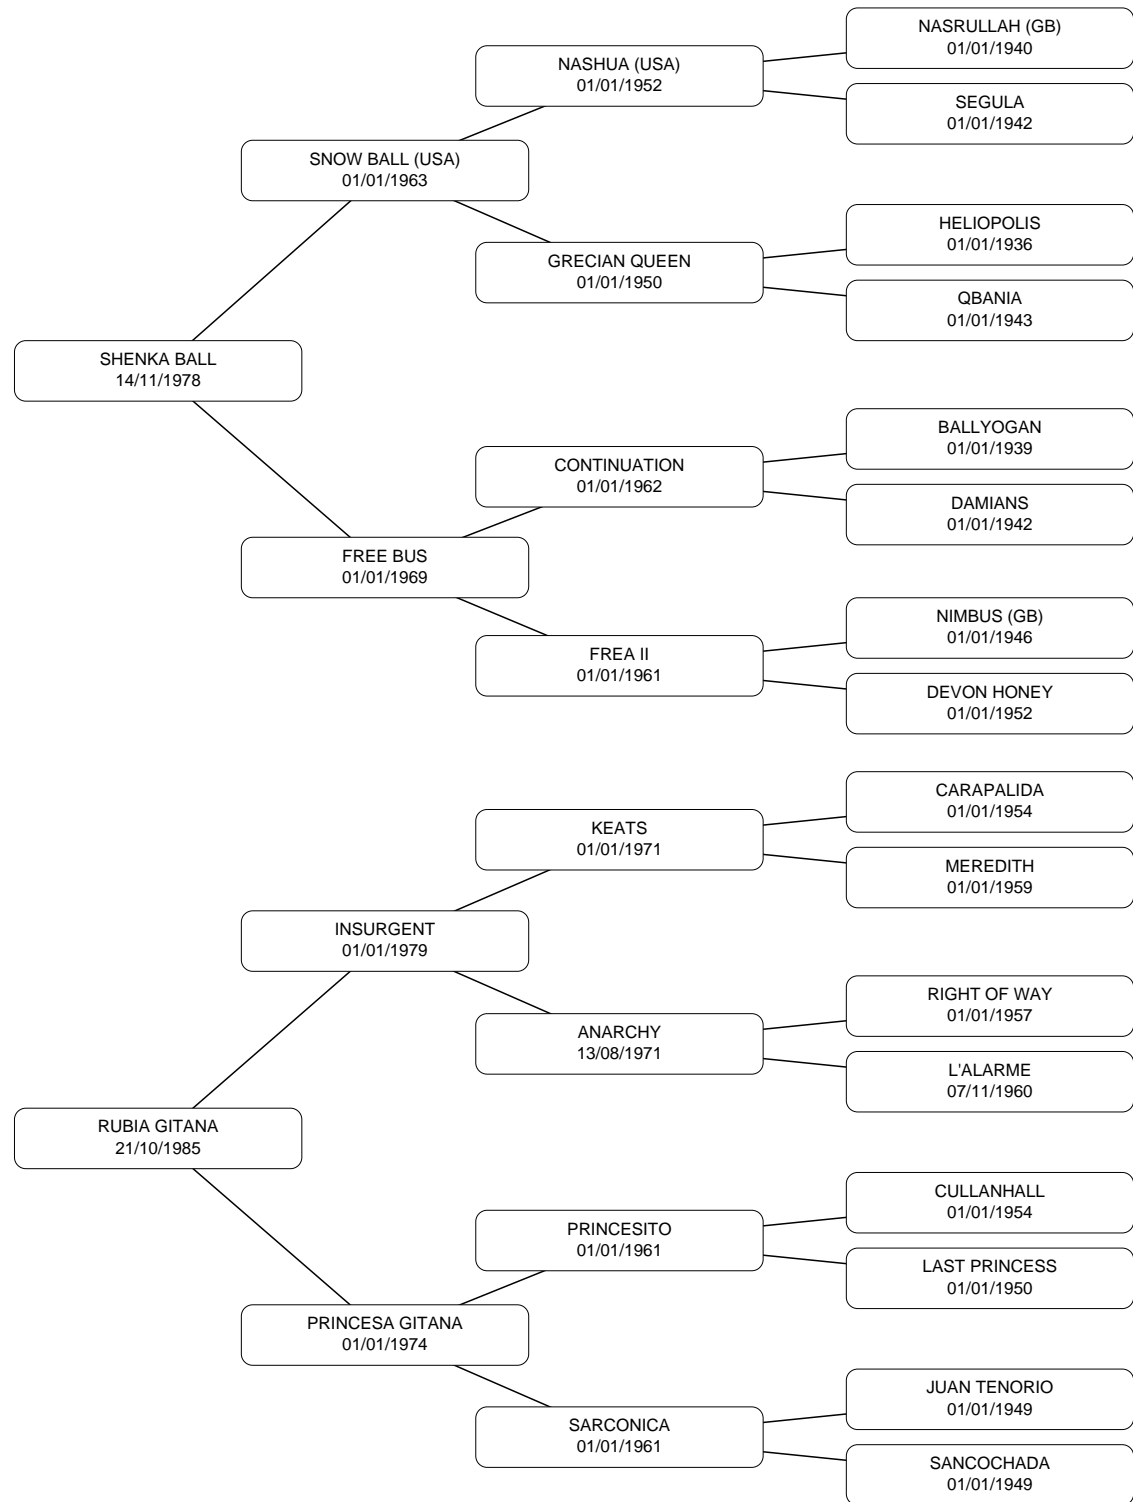 NASRULLAH (GB)
01/01/1940
NASHUA (USA)
01/01/1952
SEGULA
01/01/1942
SNOW BALL (USA)
01/01/1963
HELIOPOLIS
01/01/1936
GRECIAN QUEEN
01/01/1950
QBANIA
01/01/1943
SHENKA BALL
14/11/1978
BALLYOGAN
01/01/1939
CONTINUATION
01/01/1962
DAMIANS
01/01/1942
FREE BUS
01/01/1969
NIMBUS (GB)
01/01/1946
FREA II
01/01/1961
DEVON HONEY
01/01/1952
CARAPALIDA
01/01/1954
KEATS
01/01/1971
MEREDITH
01/01/1959
INSURGENT
01/01/1979
RIGHT OF WAY
01/01/1957
ANARCHY
13/08/1971
L'ALARME
07/11/1960
RUBIA GITANA
21/10/1985
CULLANHALL
01/01/1954
PRINCESITO
01/01/1961
LAST PRINCESS
01/01/1950
PRINCESA GITANA
01/01/1974
JUAN TENORIO
01/01/1949
SARCONICA
01/01/1961
SANCOCHADA
01/01/1949